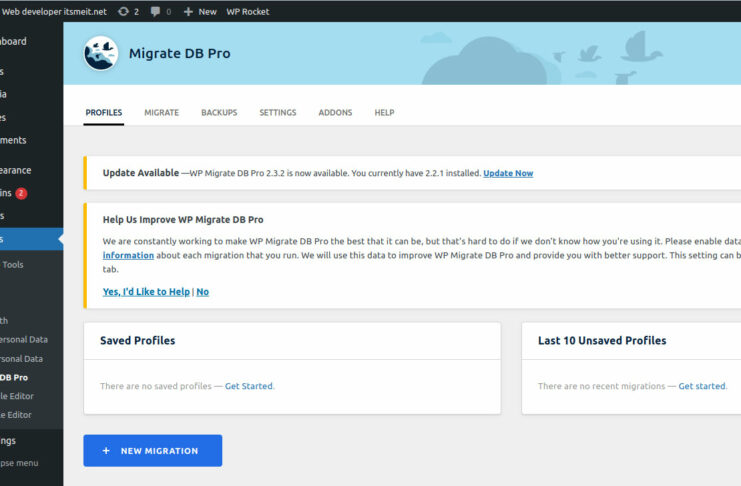 Web developer itsmeit.net 2 0 New WP Rocket
Migrate DB Pro
PROFILES MIGRATE BACKUPS SETTINGS ADDONS HELP
Update Available —WP Migrate DB Pro 2.3.2 is now available. You currently have 2.2.1 installed. Update Now
Help Us Improve WP Migrate DB Pro
We are constantly working to make WP Migrate DB Pro the best that it can be, but that's hard to do if we don't know how you're using it. Please enable data
information about each migration that you run. We will use this data to improve WP Migrate DB Pro and provide you with better support. This setting can b
tab.
Yes, I'd Like to Help | No
Saved Profiles
There are no saved profiles — Get Started.
Last 10 Unsaved Profiles
There are no recent migrations — Get started.
+ NEW MIGRATION
hboard
s
ia
es
ments
earance
ins 2
s
s
Tools
th
ersonal Data
rsonal Data
DB Pro
le Editor
e Editor
ngs
pse menu